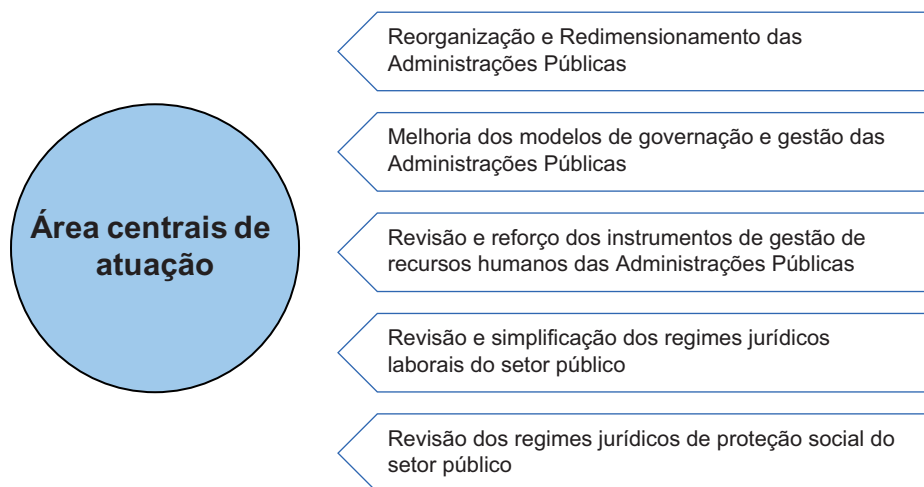 Reorganização e Redimensionamento das
Administrações Públicas
Melhoria dos modelos de governação e gestão das
Administrações Públicas
Área centrais de
atuação
Revisão e reforço dos instrumentos de gestão de
recursos humanos das Administrações Públicas
Revisão e simplificação dos regimes jurídicos
laborais do setor público
Revisão dos regimes jurídicos de proteção social do
setor público